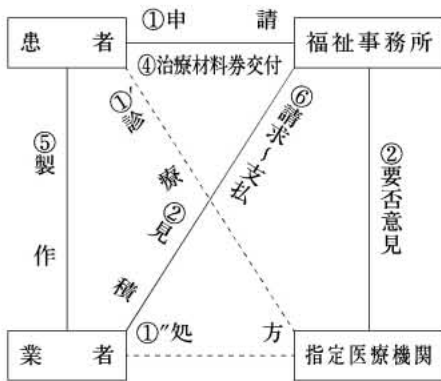 ①申請
患者
福祉事務所
④治療材料券交付
①′診療
⑥請求~支払
⑤製作
②見積
②要否意見
①″処方
業者
指定医療機関